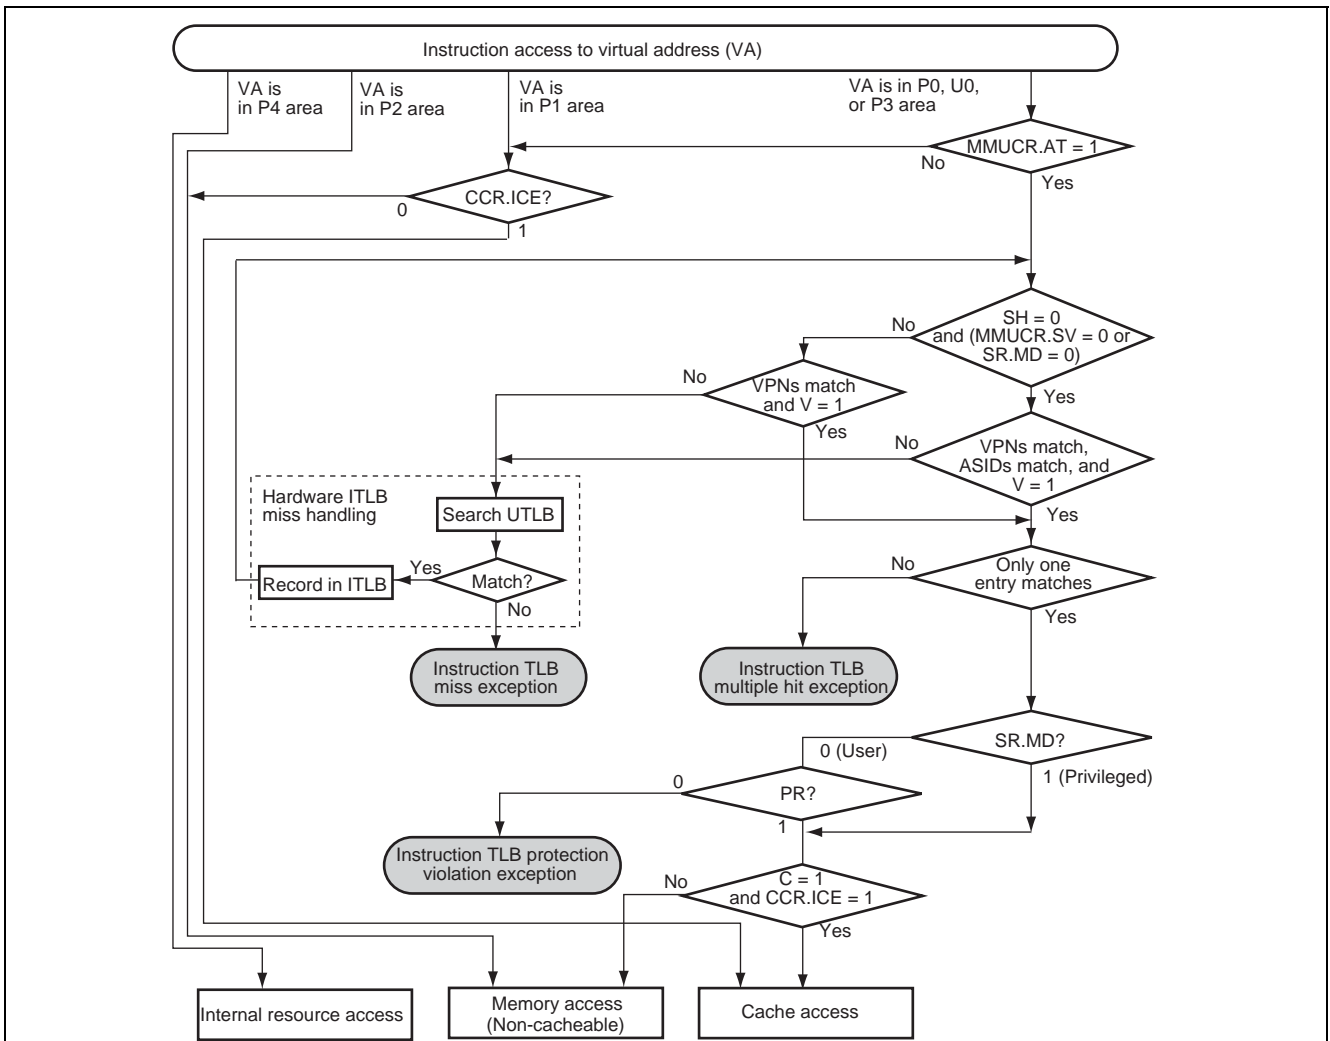 Instruction access to virtual address (VA)
VA is
in P4 area
VA is
in P2 area
VA is
in P1 area
VA is in P0, U0,
or P3 area
MMUCR.AT = 1
No
Yes
CCR.ICE?
0
1
SH = 0
and (MMUCR.SV = 0 or
SR.MD = 0)
No
Yes
VPNs match
and V = 1
No
Yes
VPNs match,
ASIDs match, and
V = 1
No
Yes
Hardware ITLB
miss handling
Search UTLB
Match?
Yes
No
Record in ITLB
Only one
entry matches
No
Yes
Instruction TLB
miss exception
Instruction TLB
multiple hit exception
SR.MD?
0 (User)
1 (Privileged)
PR?
0
1
Instruction TLB protection
violation exception
C = 1
and CCR.ICE = 1
No
Yes
Internal resource access
Memory access
(Non-cacheable)
Cache access